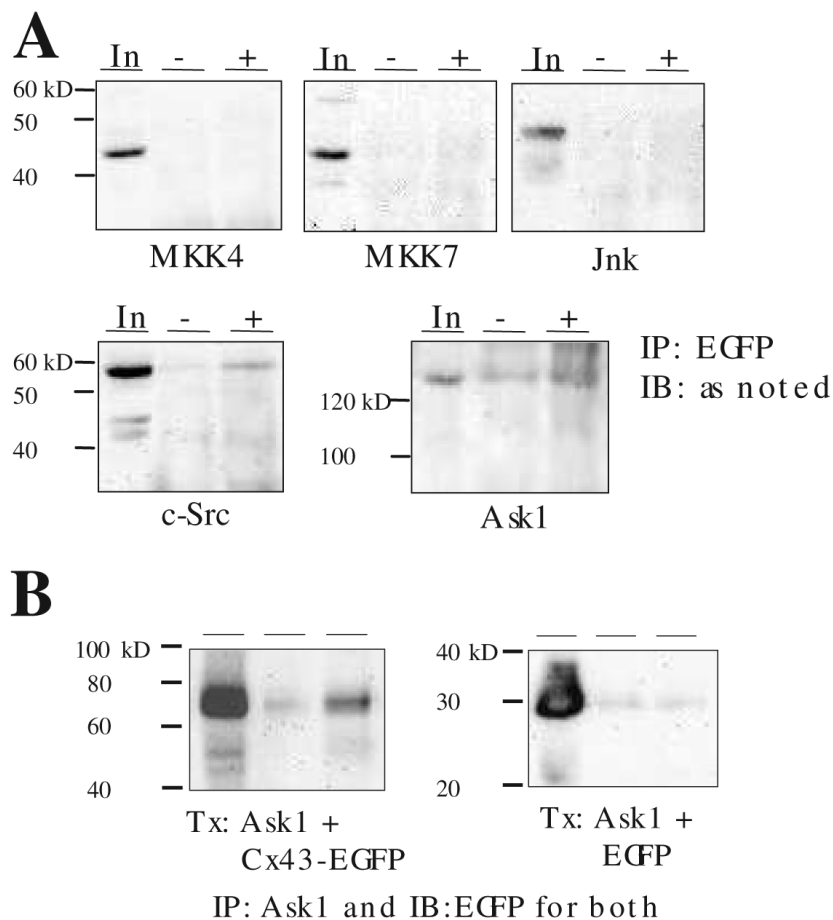 A
In - + In - + In - +
60 kD
50
40
MKK4 MKK7 Jnk
In - + In - +
60 kD
50
40
120 kD
100
IP: EGFP
IB: as noted
c-Src Ask1
B
100 kD
80
60
40
40 kD
30
20
Tx: Ask1 +
Cx43-EGFP
Tx: Ask1 +
EGFP
IP: Ask1 and IB:EGFP for both